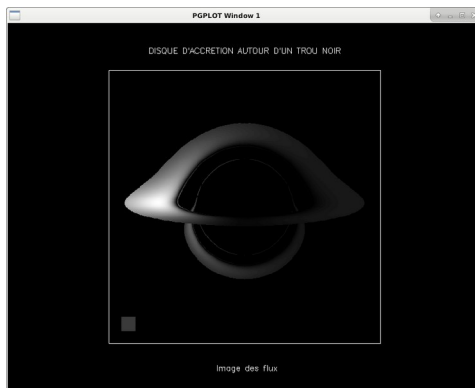 PGPLOT Window 1
DISQUE D'ACCRETION AUTOUR D'UN TROU NOIR
Image des flux